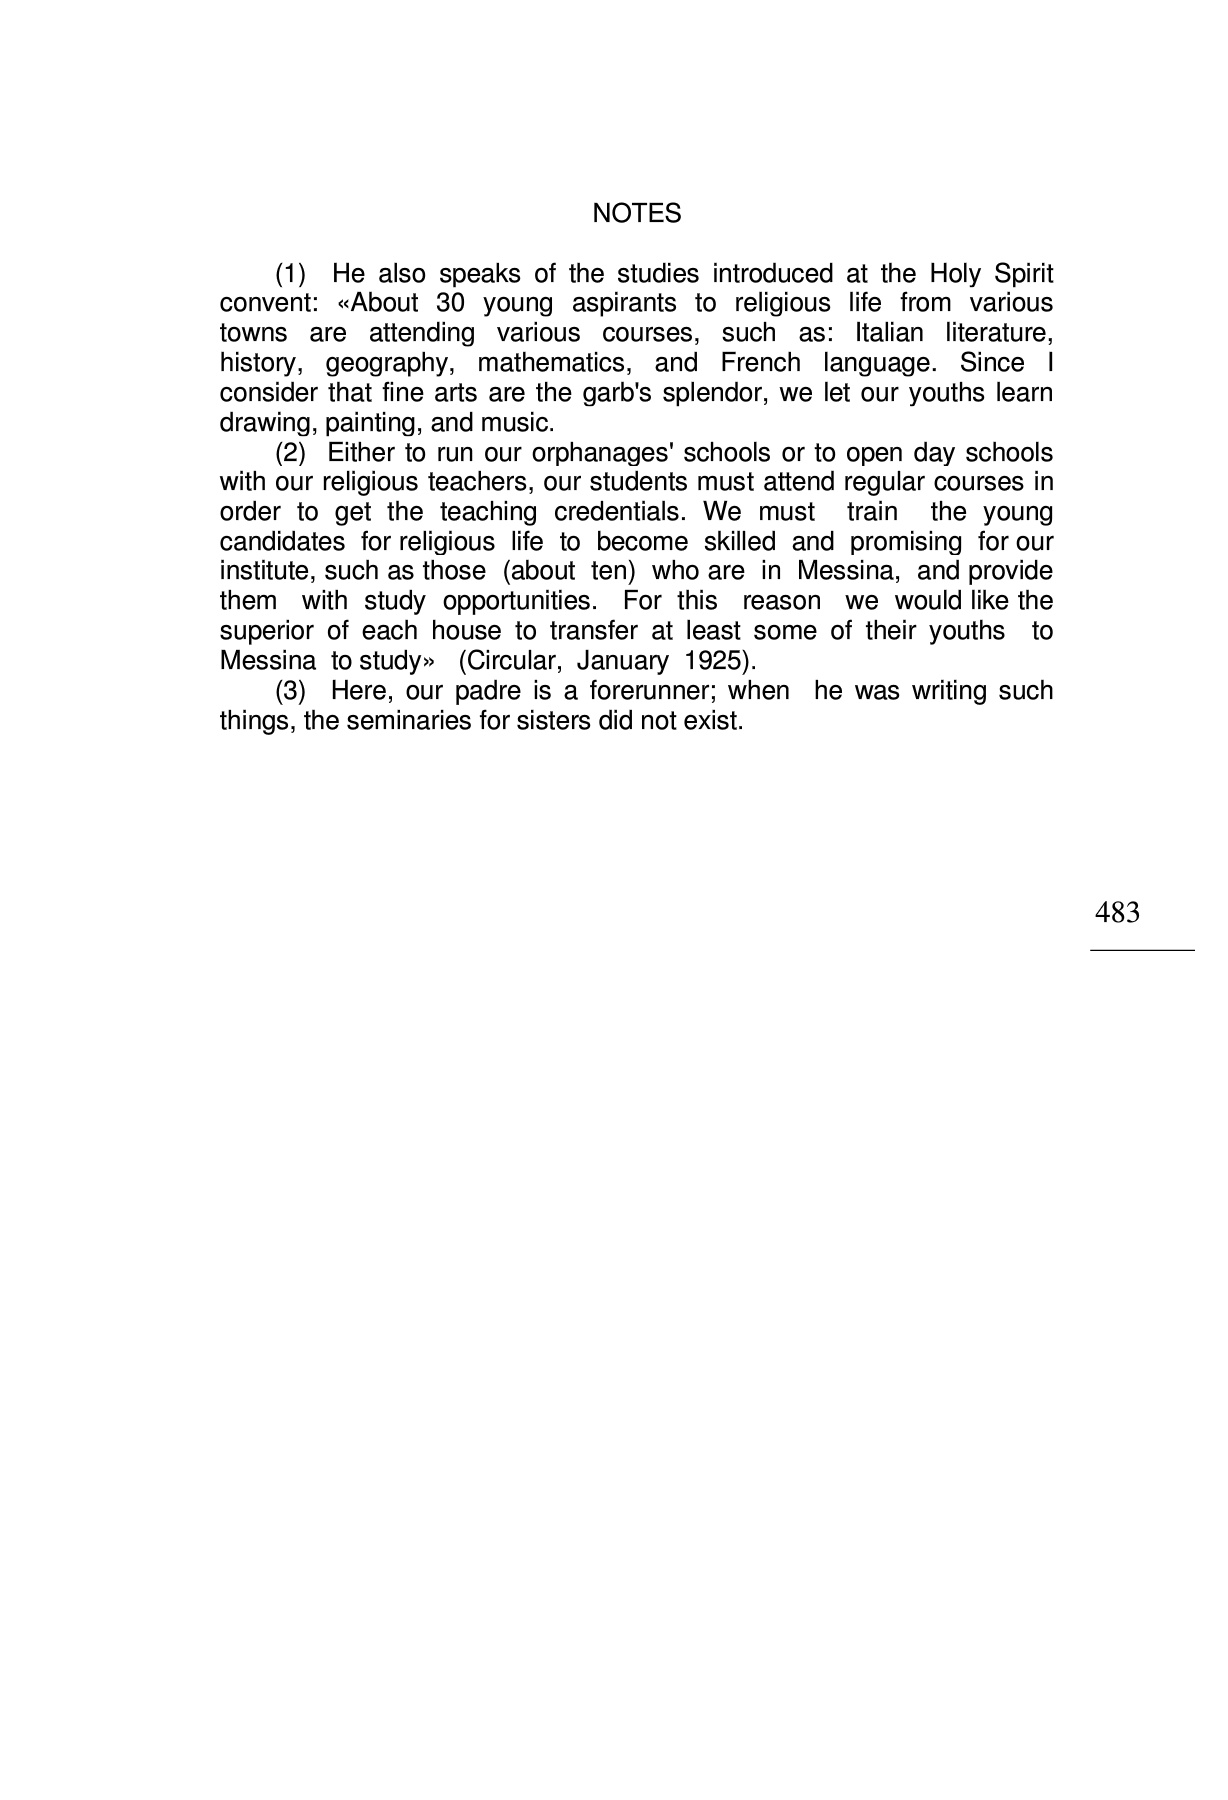 NOTES
(1) He also speaks of the studies introduced at the Holy Spirit
convent: «About 30 young aspirants to religious life from various
towns are attending various courses, such as: Italian literature,
history, geography, mathematics, and French language. Since I
consider that fine arts are the garb's splendor, we let our youths learn
drawing, painting, and music.
(2) Either to run our orphanages' schools or to open day schools
with our religious teachers, our students must attend regular courses in
order to get the teaching credentials. We must train the young
candidates for religious life to become skilled and promising for our
institute, such as those (about ten) who are in Messina, and provide
them with study opportunities. For this reason we would like the
superior of each house to transfer at least some of their youths to
Messina to study» (Circular, January 1925).
(3) Here, our padre is a forerunner; when he was writing such
things, the seminaries for sisters did not exist.
483